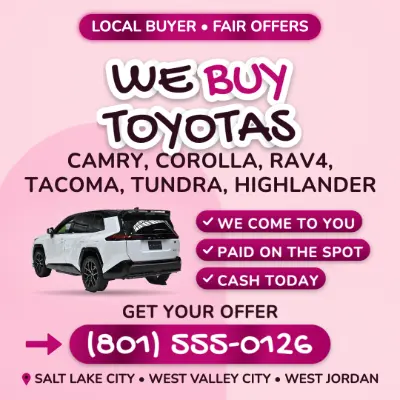 LOCAL BUYER • FAIR OFFERS
WE BUY
TOYOTAS
CAMRY, COROLLA, RAV4,
TACOMA, TUNDRA, HIGHLANDER
WE COME TO YOU
PAID ON THE SPOT
CASH TODAY
GET YOUR OFFER
(801) 555-0126
SALT LAKE CITY • WEST VALLEY CITY • WEST JORDAN